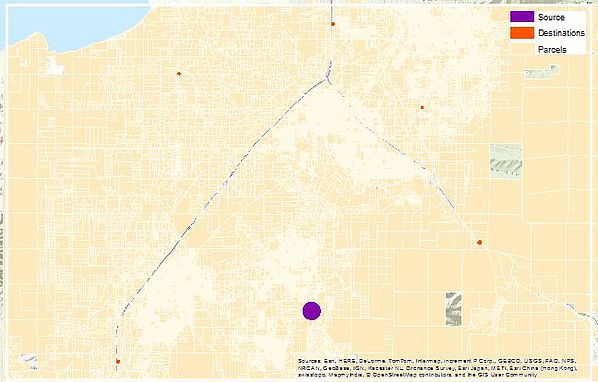 Source
Destinations
Parcels
Sources: Esri, HERE, DeLorme, TomTom, Intermap, increment P Corp., GEBCO, USGS, FAO, NPS,
NRCAN, GeoBase, IGN, Kadaster NL, Ordnance Survey, Esri Japan, METI, Esri China (Hong Kong),
swisstopo, MapmyIndia, © OpenStreetMap contributors, and the GIS User Community